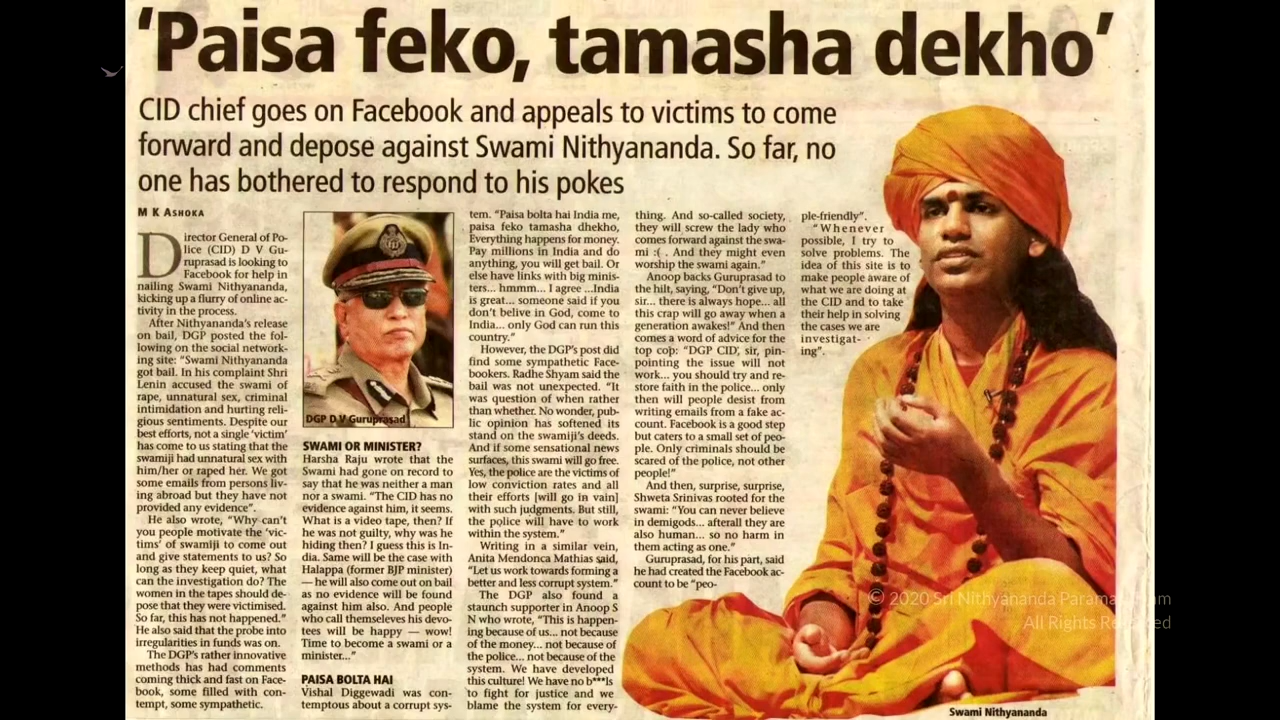 ‘Paisa feko, tamasha dekho’
CID chief goes on Facebook and appeals to victims to come
forward and depose against Swami Nithyananda. So far, no
one has bothered to respond to his pokes
M K ASHOKA
Director General of Po-
lice (CID) D V Gu-
ruprasad is looking to
Facebook for help in
nailing Swami Nithyananda,
kicking up a flurry of online ac-
tivity in the process.
After Nithyananda's release
on bail, DGP posted the fol-
lowing on the social network-
ing site: “Swami Nithyananda
got bail. In his complaint Shri
Lenin accused the swami of
rape, unnatural sex, criminal
intimidation and hurting reli-
gious sentiments. Despite our
best efforts, not a single ‘victim’
has come to us stating that the
swamiji had unnatural sex with
him/her or raped her. We got
some emails from persons liv-
ing abroad but they have not
provided any evidence”.
He also wrote, “Why can't
you people motivate the ‘vic-
tims’ of swamiji to come out
and give statements to us? So
long as they keep quiet, what
can the investigation do? The
women in the tapes should de-
pose that they were victimised.
So far, this has not happened.”
He also said that the probe into
irregularities in funds was on.
The DGP's rather innovative
methods has had comments
coming thick and fast on Face-
book, some filled with con-
tempt, some sympathetic.
DGP D V Guruprasad
SWAMI OR MINISTER?
Harsha Raju wrote that the
Swami had gone on record to
say that he was neither a man
nor a swami. “The CID has no
evidence against him, it seems.
What is a video tape, then? If
he was not guilty, why was he
hiding then? I guess this is In-
dia. Same will be the case with
Halappa (former BJP minister)
— he will also come out on bail
as no evidence will be found
against him also. And people
who call themseleves his devo-
tees will be happy — wow!
Time to become a swami or a
minister...”
PAISA BOLTA HAI
Vishal Diggewadi was con-
temptous about a corrupt sys-
tem. “Paisa bolta hai India me,
paisa feko tamasha dhekho,
Everything happens for money.
Pay millions in India and do
anything, you will get bail. Or
else have links with big minis-
ters... hmmm... I agree ...India
is great... someone said if you
don't believe in God, come to
India... only God can run this
country.”
However, the DGP's post did
find some sympathetic Face-
bookers. Radhe Shyam said the
bail was not unexpected. “It
was question of when rather
than whether. No wonder, pub-
lic opinion has softened its
stand on the swamiji's deeds.
And if some sensational news
surfaces, this swami will go free.
Yes, the police are the victims of
low conviction rates and all
their efforts [will go in vain]
with such judgments. But still,
the police will have to work
within the system.”
Writing in a similar vein,
Anita Mendonca Mathias said,
“Let us work towards forming a
better and less corrupt system.”
The DGP also found a
staunch supporter in Anoop S
N who wrote, “This is happen-
ing because of us... not because
of the money... not because of
the police... not because of the
system. We have developed
this culture! We have no b***ls
to fight for justice and we
blame the system for every-
thing. And so-called society,
they will screw the lady who
comes forward against the swa-
mi :( . And they might even
worship the swami again.”
Anoop backs Guruprasad to
the hilt, saying, “Don't give up,
sir... there is always hope... all
this crap will go away when a
generation awakes!” And then
comes a word of advice for the
top cop: “DGP CID, sir, pin-
pointing the issue will not
work... you should try and re-
store faith in the police... only
then will people desist from
writing emails from a fake ac-
count. Facebook is a good step
but caters to a small set of peo-
ple. Only criminals should be
scared of the police, not other
people!”
And then, surprise, surprise,
Shweta Srinivas rooted for the
swami: “You can never believe
in demigods... afterall they are
also human... so no harm in
them acting as one.”
Guruprasad, for his part, said
he had created the Facebook ac-
count to be “peo-
ple-friendly”.
“Whenever
possible, I try to
solve problems. The
idea of this site is to
make people aware of
what we are doing at
the CID and to take
their help in solving
the cases we are
investigat-
ing”.
© 2020 Sri Nithyananda
All Rights Reserved
Swami Nithyananda